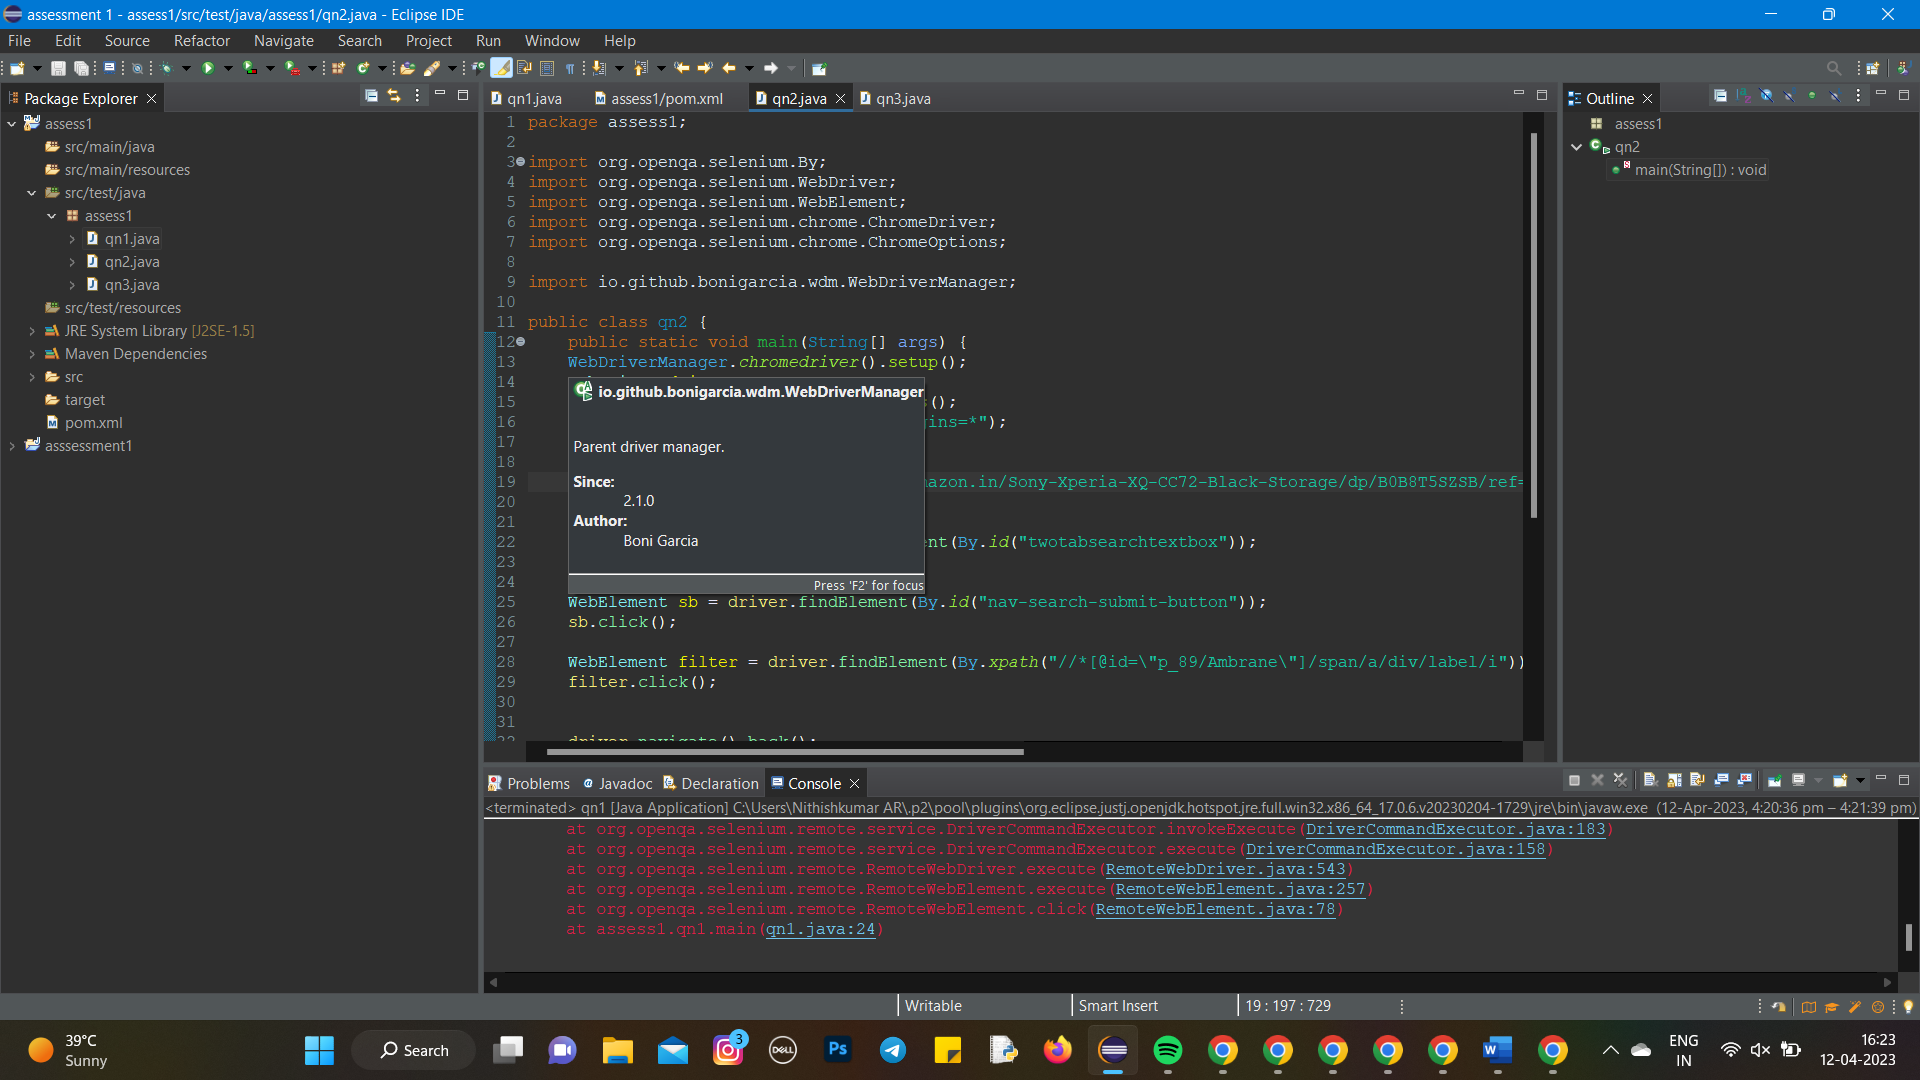 assessment 1 - assess1/src/test/java/assess1/qn2.java - Eclipse IDE
File Edit Source Refactor Navigate Search Project Run Window Help
Package Explorer
assess1
src/main/java
src/main/resources
src/test/java
assess1
qn1.java
qn2.java
qn3.java
src/test/resources
JRE System Library [J2SE-1.5]
Maven Dependencies
src
target
pom.xml
asssessment1
qn1.java assess1/pom.xml qn2.java qn3.java
1 package assess1;
2
3 import org.openqa.selenium.By;
4 import org.openqa.selenium.WebDriver;
5 import org.openqa.selenium.WebElement;
6 import org.openqa.selenium.chrome.ChromeDriver;
7 import org.openqa.selenium.chrome.ChromeOptions;
8
9 import io.github.bonigarcia.wdm.WebDriverManager;
10
11 public class qn2 {
12 public static void main(String[] args) {
13 WebDriverManager.chromedriver().setup();
14
15 ();
16 ins=*");
17
18
19 azon.in/Sony-Xperia-XQ-CC72-Black-Storage/dp/B0B8T5SZSB/ref=
20
21
22 nt(By.id("twotabsearchtextbox"));
23
24
25 WebElement sb = driver.findElement(By.id("nav-search-submit-button"));
26 sb.click();
27
28 WebElement filter = driver.findElement(By.xpath("//*[@id=\"p_89/Ambrane\"]/span/a/div/label/i"))
29 filter.click();
30
31
32 driver.navigate().back();
io.github.bonigarcia.wdm.WebDriverManager
Parent driver manager.
Since:
2.1.0
Author:
Boni Garcia
Press 'F2' for focus
Outline
assess1
qn2
main(String[]) : void
Problems Javadoc Declaration Console
<terminated> qn1 [Java Application] C:\Users\Nithishkumar AR\.p2\pool\plugins\org.eclipse.justj.openjdk.hotspot.jre.full.win32.x86_64_17.0.6.v20230204-1729\jre\bin\javaw.exe (12-Apr-2023, 4:20:36 pm – 4:21:39 pm)
at org.openqa.selenium.remote.service.DriverCommandExecutor.invokeExecute(DriverCommandExecutor.java:183)
at org.openqa.selenium.remote.service.DriverCommandExecutor.execute(DriverCommandExecutor.java:158)
at org.openqa.selenium.remote.RemoteWebDriver.execute(RemoteWebDriver.java:543)
at org.openqa.selenium.remote.RemoteWebElement.execute(RemoteWebElement.java:257)
at org.openqa.selenium.remote.RemoteWebElement.click(RemoteWebElement.java:78)
at assess1.qn1.main(qn1.java:24)
Writable Smart Insert 19 : 197 : 729
39°C
Sunny
Search
3
DELL
Ps
ENG
IN
16:23
12-04-2023